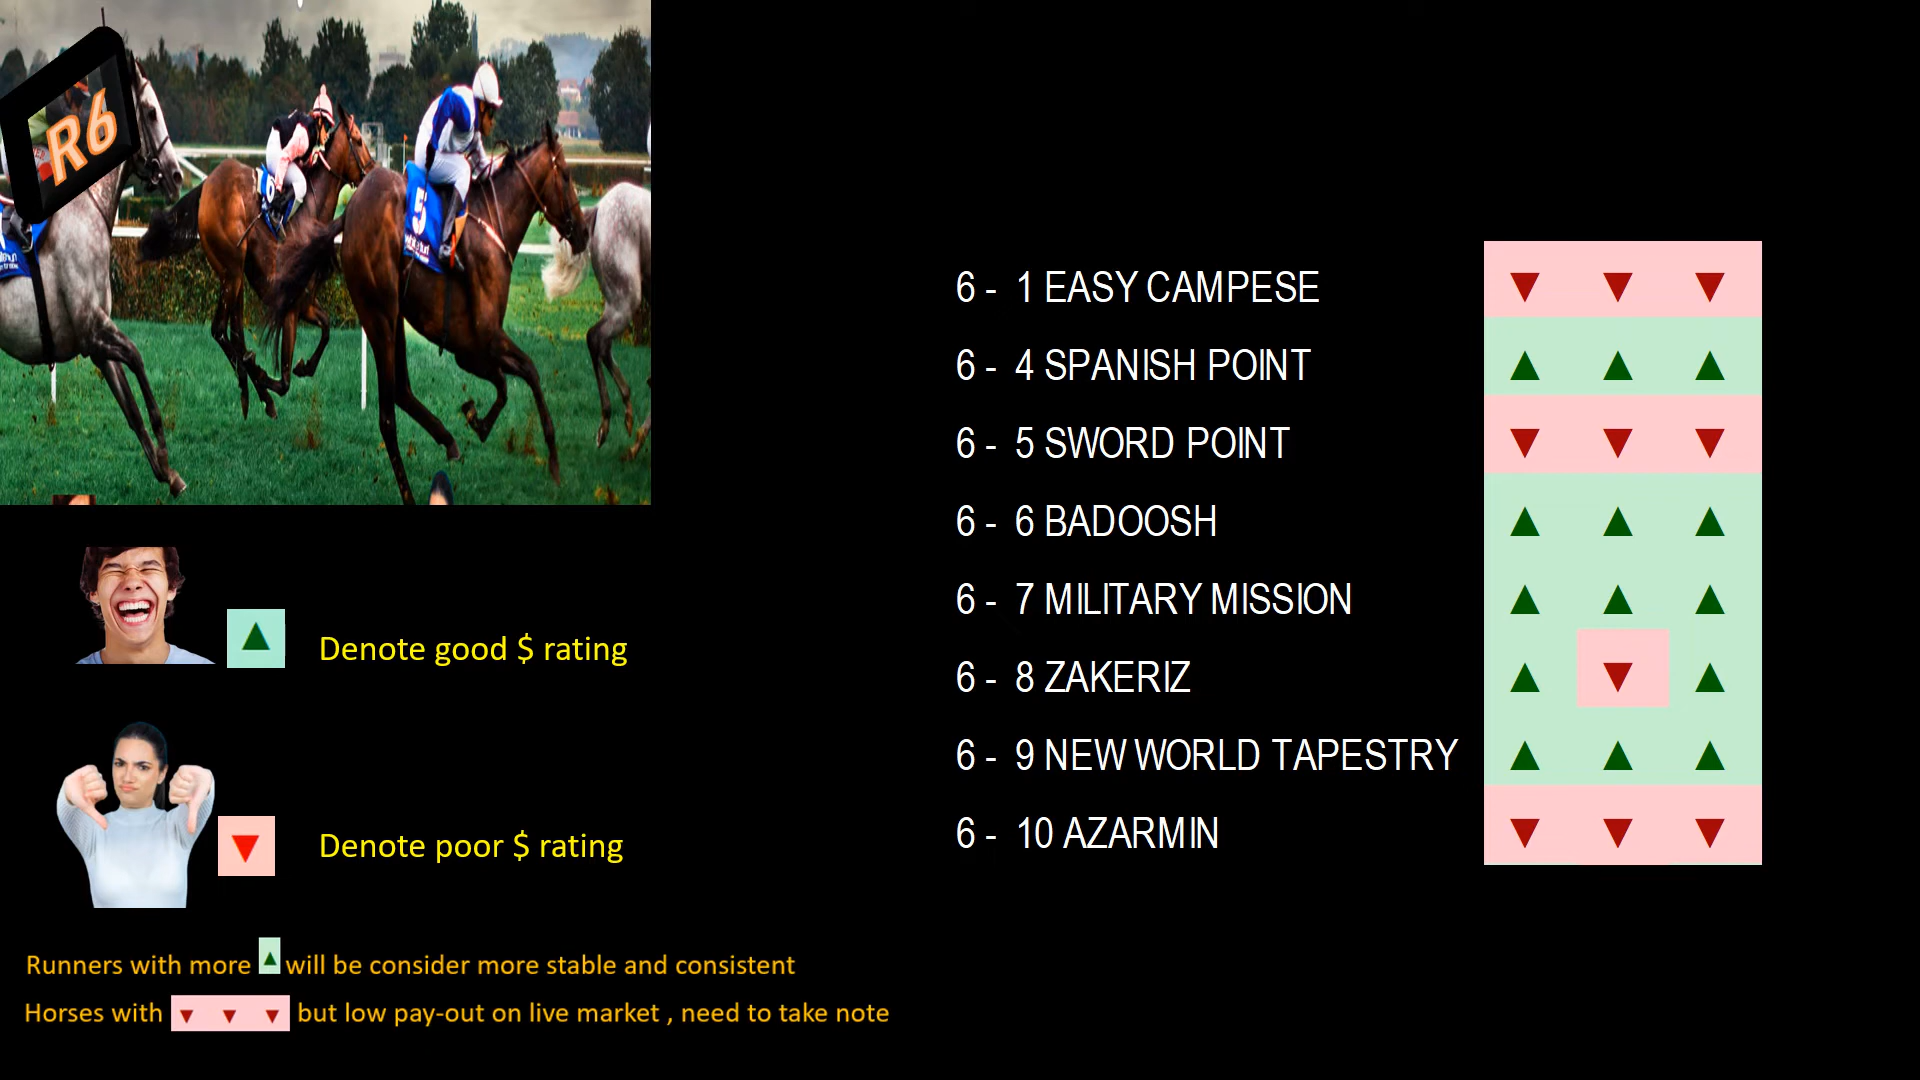 R6
6
5
6 - 1 EASY CAMPESE ▼ ▼ ▼
6 - 4 SPANISH POINT ▲ ▲ ▲
6 - 5 SWORD POINT ▼ ▼ ▼
6 - 6 BADOOSH ▲ ▲ ▲
6 - 7 MILITARY MISSION ▲ ▲ ▲
6 - 8 ZAKERIZ ▲ ▼ ▲
6 - 9 NEW WORLD TAPESTRY ▲ ▲ ▲
6 - 10 AZARMIN ▼ ▼ ▼
▲ Denote good $ rating
▼ Denote poor $ rating
Runners with more ▲ will be consider more stable and consistent
Horses with ▼ ▼ ▼ but low pay-out on live market , need to take note